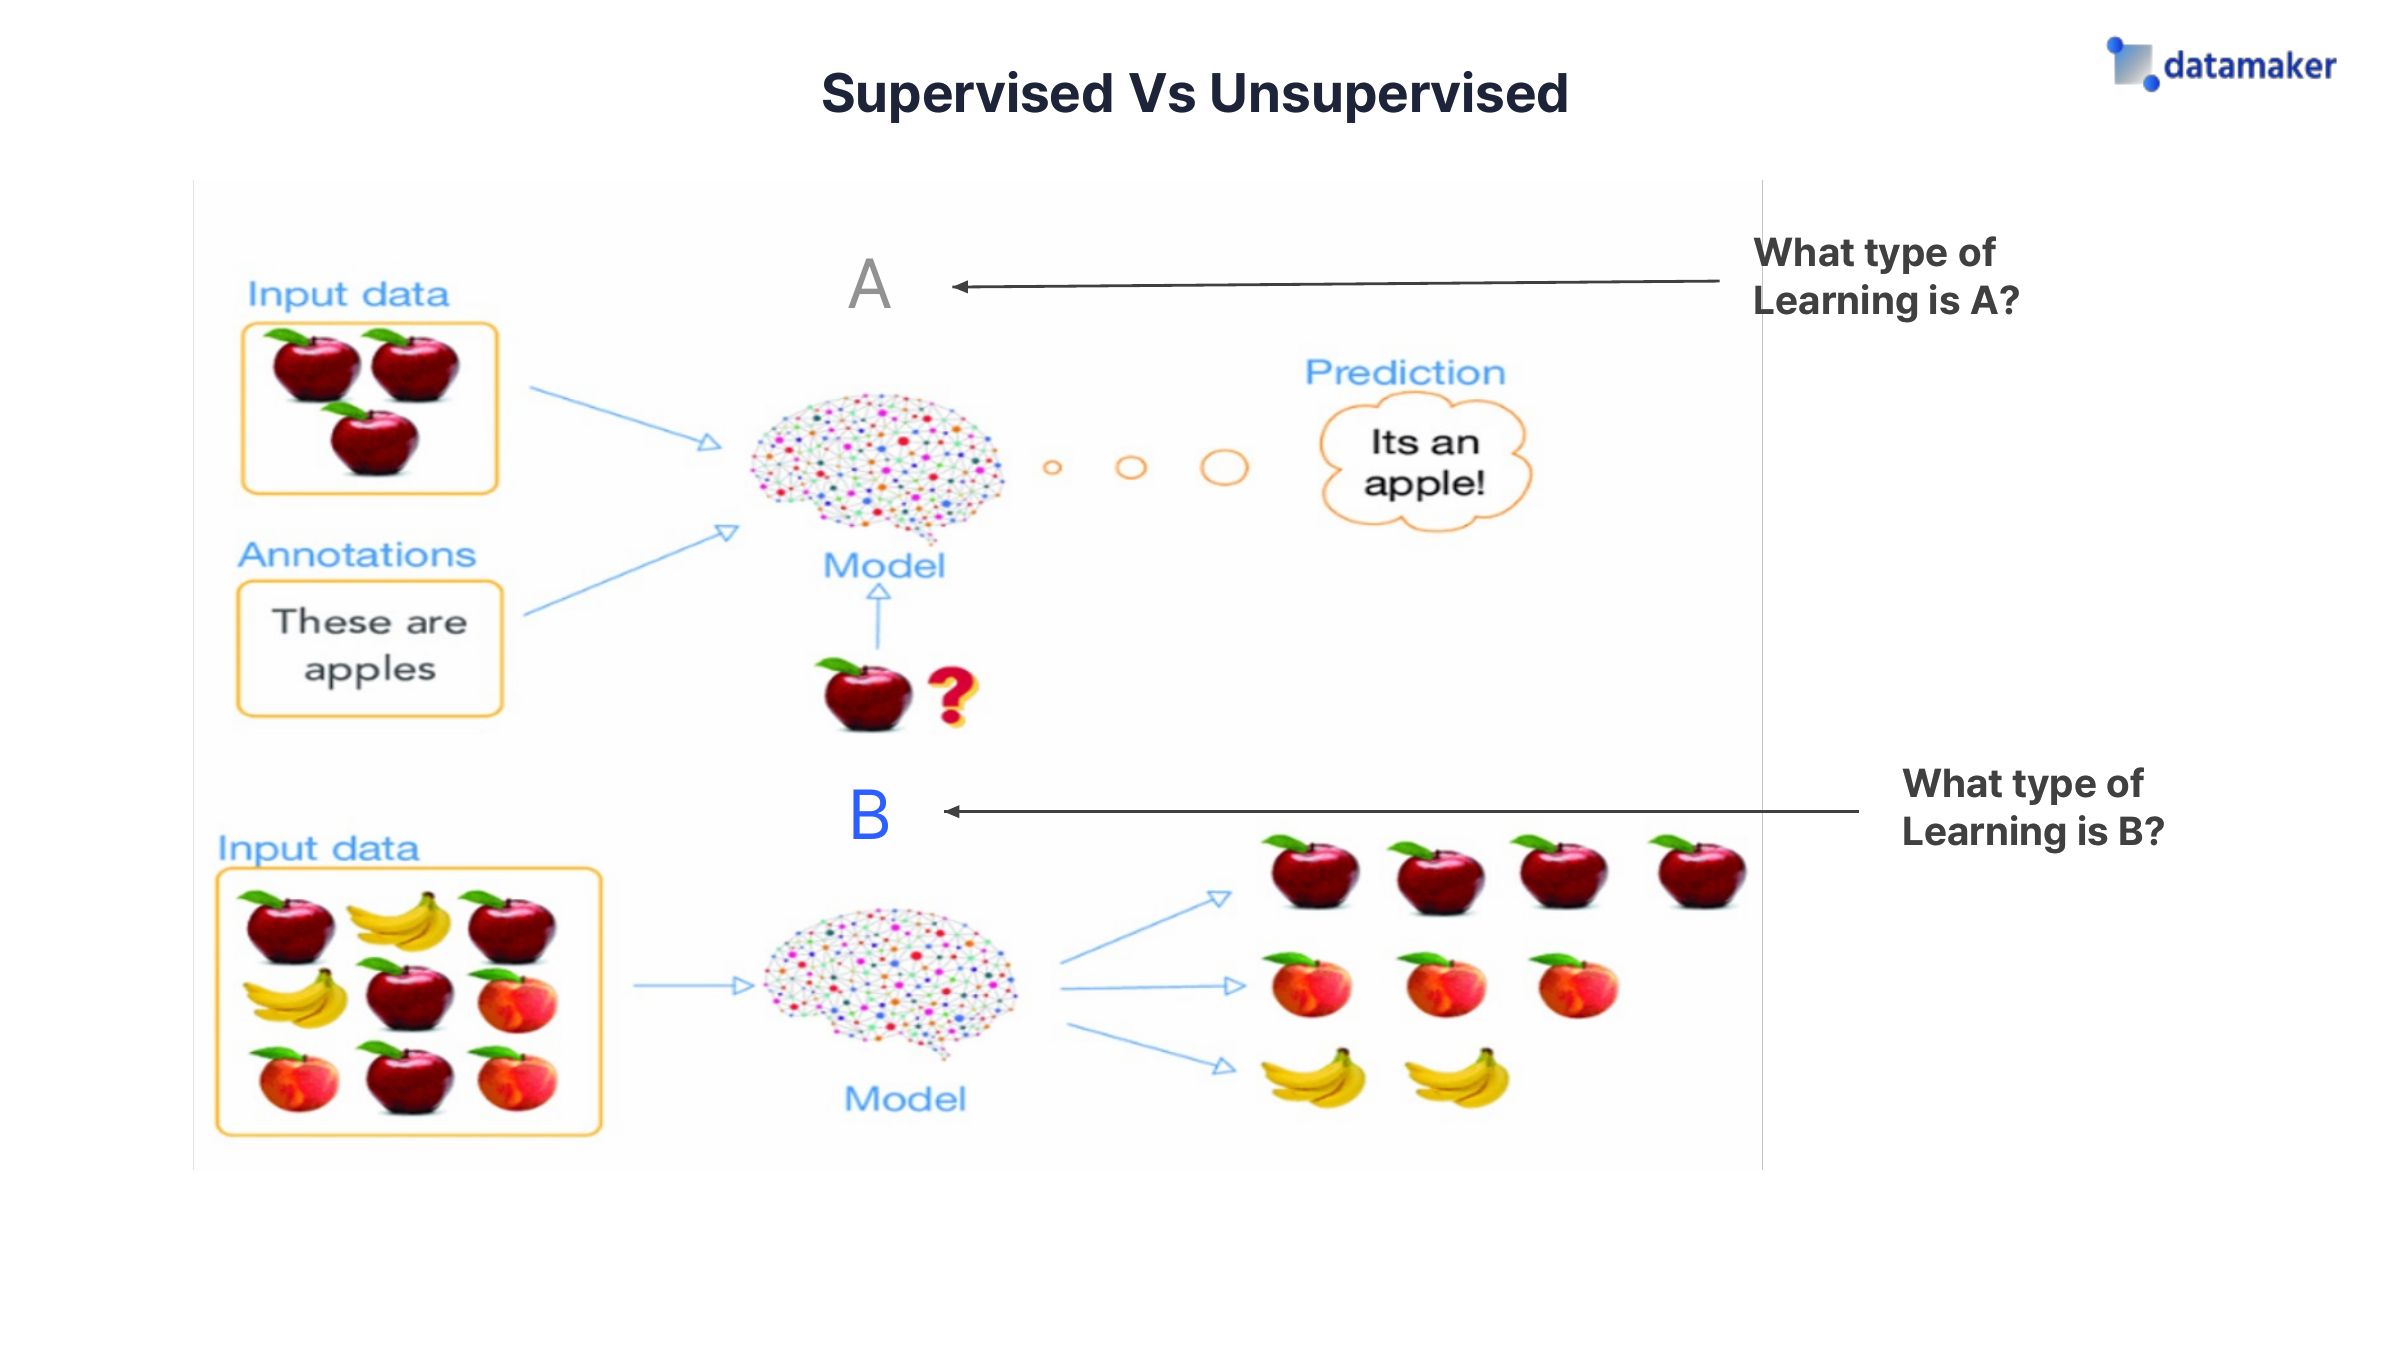 datamaker
Supervised Vs Unsupervised
A
What type of
Learning is A?
Input data
Prediction
Its an
apple!
Annotations
Model
These are
apples
?
B
What type of
Learning is B?
Input data
Model